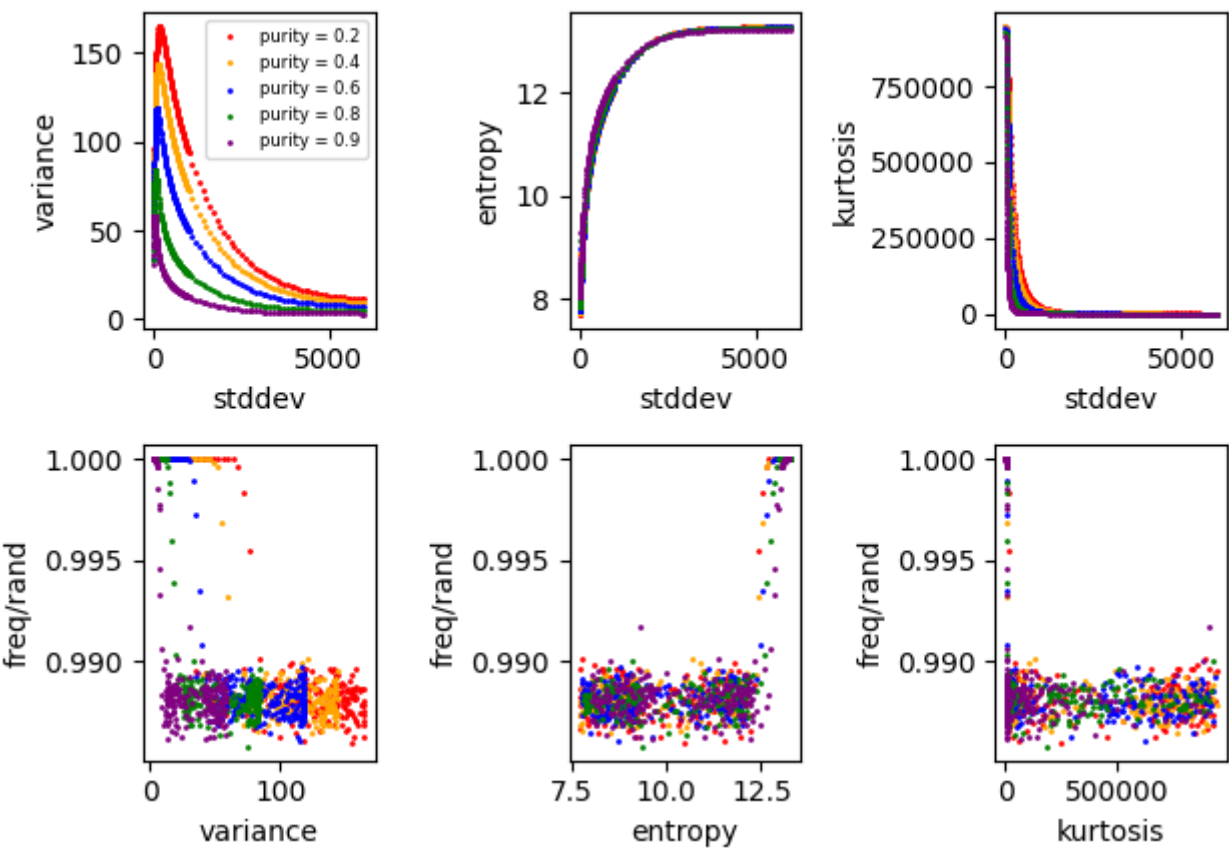 150
100
50
0
variance
0
5000
stddev
purity = 0.2
purity = 0.4
purity = 0.6
purity = 0.8
purity = 0.9
12
10
8
entropy
0
5000
stddev
750000
500000
250000
0
kurtosis
0
5000
stddev
1.000
0.995
0.990
freq/rand
0
100
variance
1.000
0.995
0.990
freq/rand
7.5
10.0
12.5
entropy
1.000
0.995
0.990
freq/rand
0
500000
kurtosis